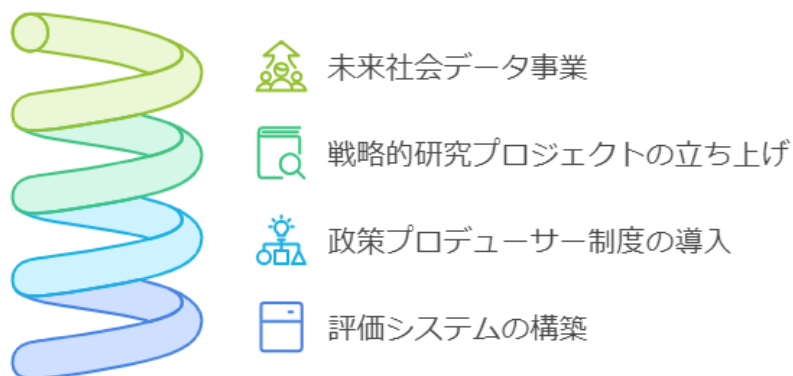 未来社会データ事業
戦略的研究プロジェクトの立ち上げ
政策プロデューサー制度の導入
評価システムの構築